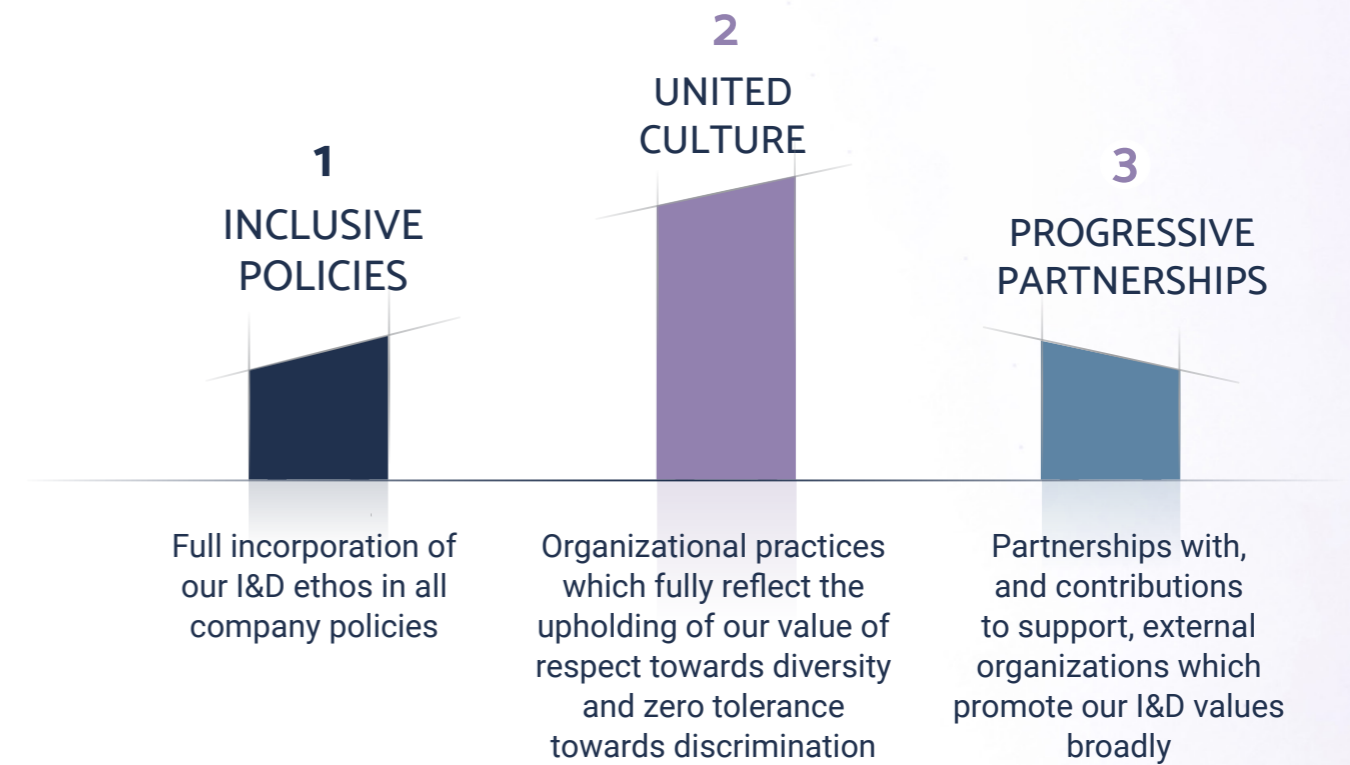 1
INCLUSIVE
POLICIES
Full incorporation of
our I&D ethos in all
company policies
2
UNITED
CULTURE
Organizational practices
which fully reflect the
upholding of our value of
respect towards diversity
and zero tolerance
towards discrimination
3
PROGRESSIVE
PARTNERSHIPS
Partnerships with,
and contributions
to support, external
organizations which
promote our I&D values
broadly